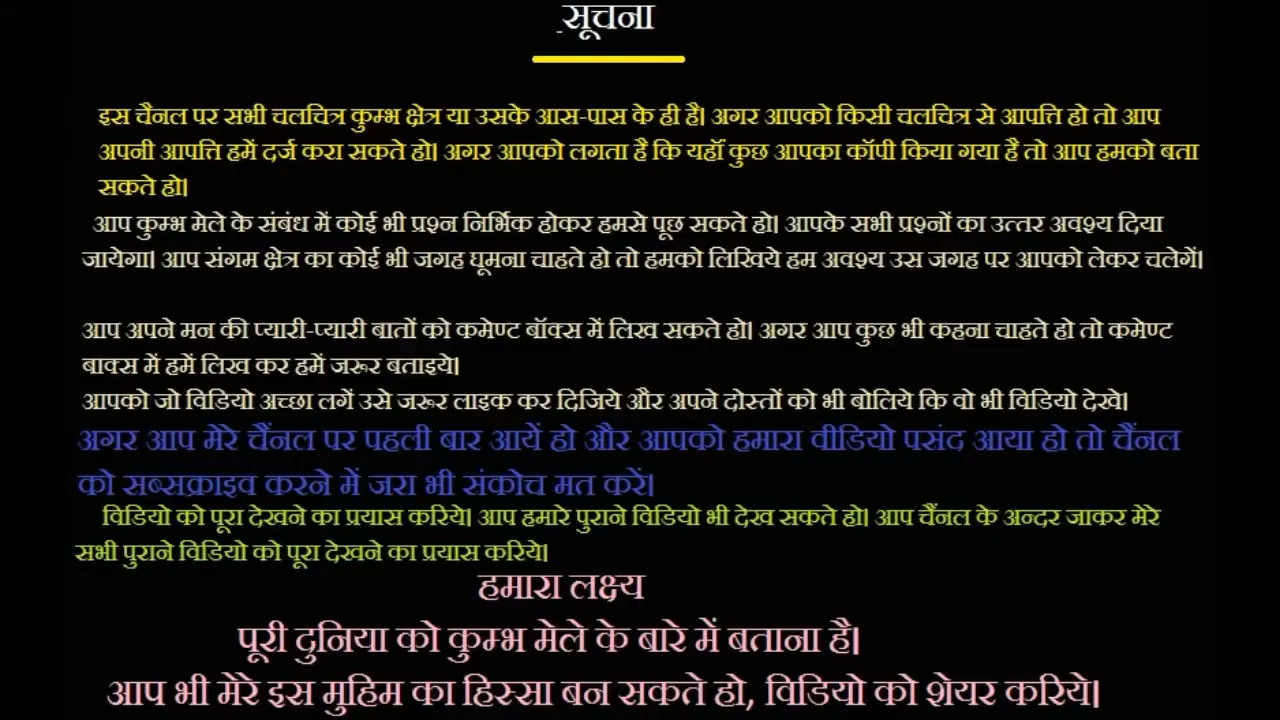 सूचना
इस चैनल पर सभी चलचित्र कुम्भ क्षेत्र या उसके आस-पास के ही है। अगर आपको किसी चलचित्र से आपत्ति हो तो आप
अपनी आपत्ति हमें दर्ज करा सकते हो। अगर आपको लगता है कि यहॉं कुछ आपका कॉपी किया गया है तो आप हमको बता
सकते हो।
आप कुम्भ मेले के संबंध में कोई भी प्रश्न निर्भिक होकर हमसे पूछ सकते हो। आपके सभी प्रश्नों का उत्तर अवश्य दिया
जायेगा। आप संगम क्षेत्र का कोई भी जगह घूमना चाहते हो तो हमको लिखिये हम अवश्य उस जगह पर आपको लेकर चलेगें।
आप अपने मन की प्यारी-प्यारी बातों को कमेण्ट बॉक्स में लिख सकते हो। अगर आप कुछ भी कहना चाहते हो तो कमेण्ट
बाक्स में हमें लिख कर हमें जरूर बताइये।
आपको जो विडियो अच्छा लगें उसे जरूर लाइक कर दिजिये और अपने दोस्तों को भी बोलिये कि वो भी विडियो देखे।
अगर आप मेरे चैंनल पर पहली बार आयें हो और आपको हमारा वीडियो पसंद आया हो तो चैंनल
को सब्सक्राइव करने में जरा भी संकोच मत करें।
विडियो को पूरा देखने का प्रयास करिये। आप हमारे पुराने विडियो भी देख सकते हो। आप चैंनल के अन्दर जाकर मेरे
सभी पुराने विडियो को पूरा देखने का प्रयास करिये।
हमारा लक्ष्य
पूरी दुनिया को कुम्भ मेले के बारे में बताना है।
आप भी मेरे इस मुहिम का हिस्सा बन सकते हो, विडियो को शेयर करिये।